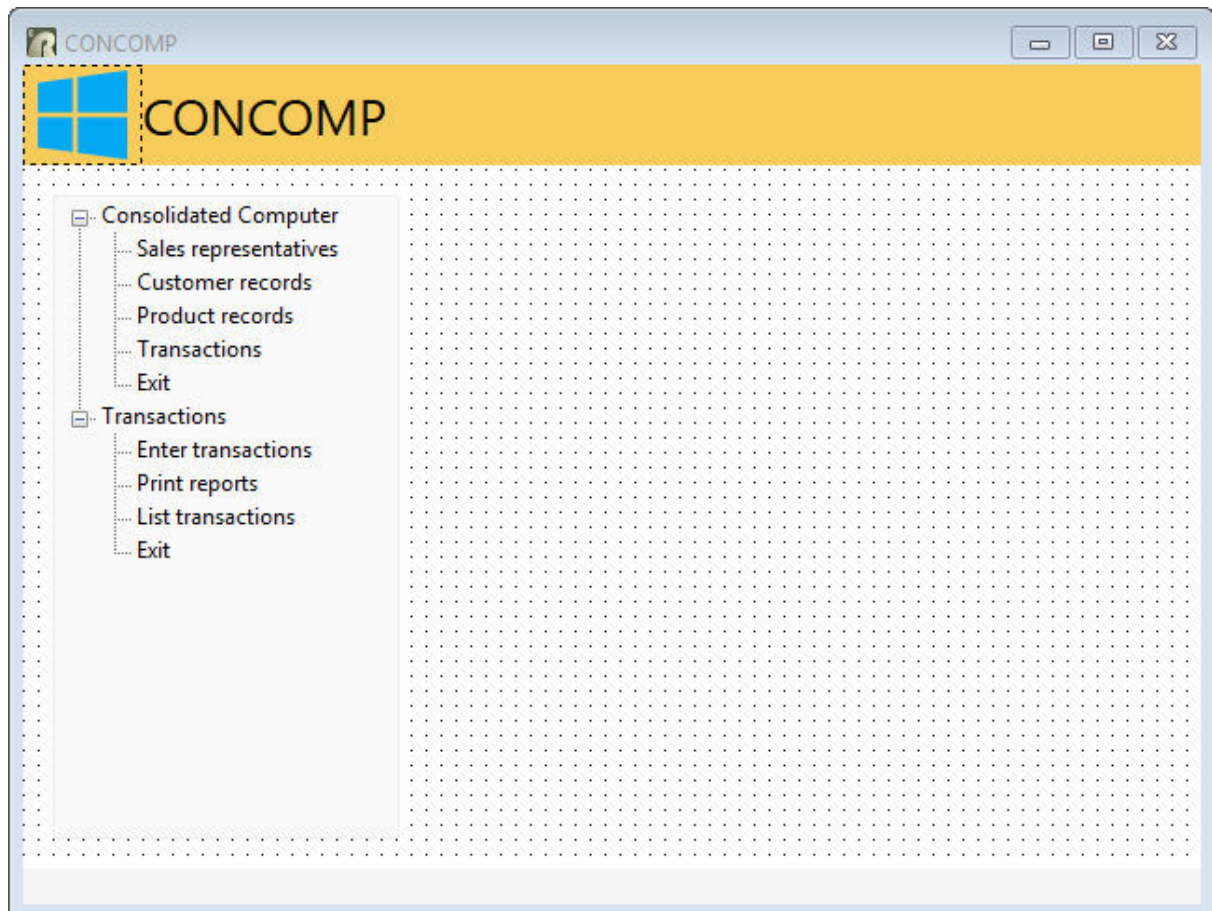 CONCOMP
CONCOMP
Consolidated Computer
Sales representatives
Customer records
Product records
Transactions
Exit
Transactions
Enter transactions
Print reports
List transactions
Exit